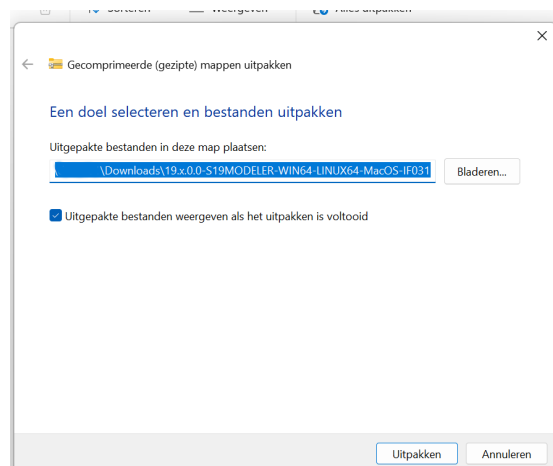 Sorteren Weergeven Alles uitpakken
Gecomprimeerde (gezipte) mappen uitpakken
Een doel selecteren en bestanden uitpakken
Uitgepakte bestanden in deze map plaatsen:
\ \Downloads\19.x.0.0-S19MODELER-WIN64-LINUX64-MacOS-IF031
Bladeren...
Uitgepakte bestanden weergeven als het uitpakken is voltooid
Uitpakken
Annuleren